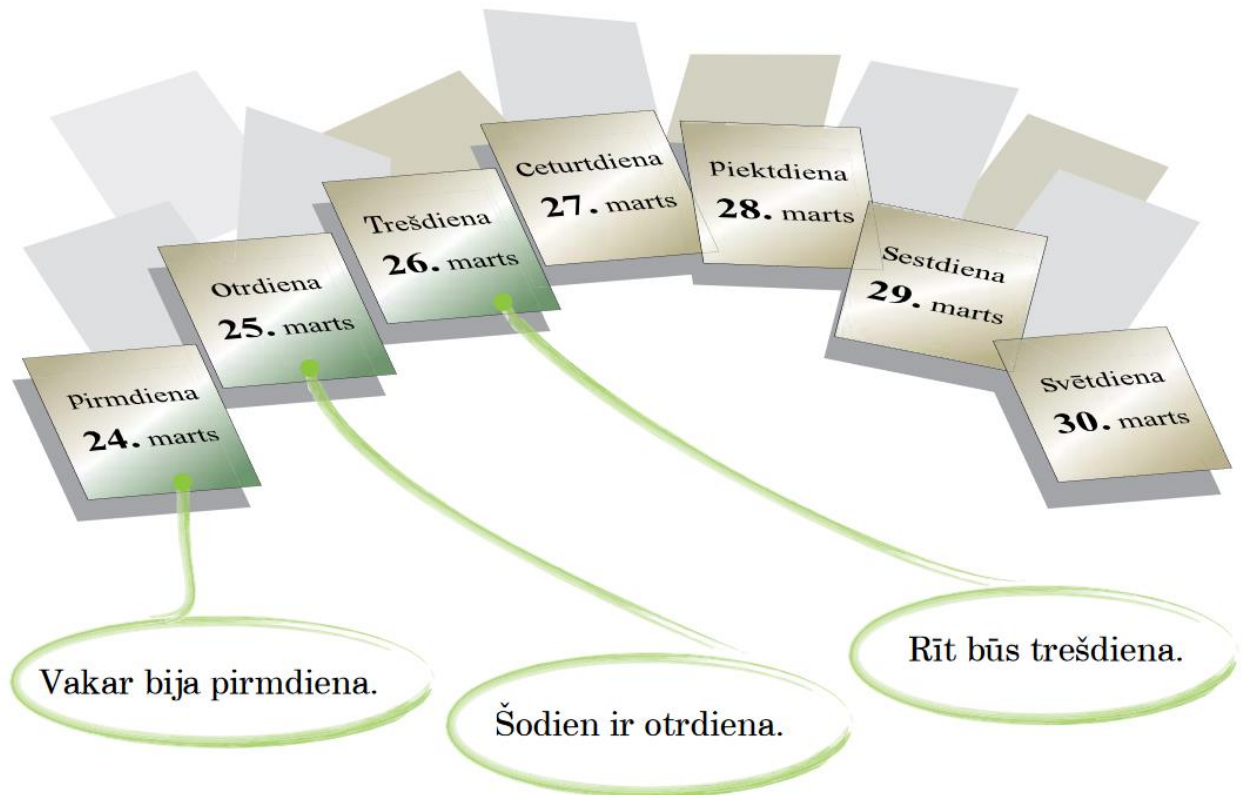 Pirmdiena
24. marts
Otrdiena
25. marts
Trešdiena
26. marts
Ceturtdiena
27. marts
Piektdiena
28. marts
Sestdiena
29. marts
Svētdiena
30. marts
Vakar bija pirmdiena.
Šodien ir otrdiena.
Rīt būs trešdiena.